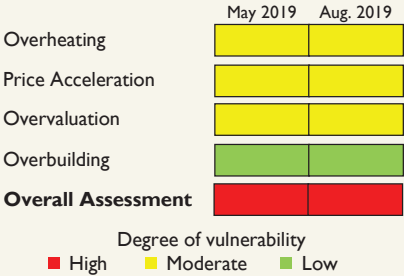 May 2019 Aug. 2019
Overheating
Price Acceleration
Overvaluation
Overbuilding
Overall Assessment
Degree of vulnerability
High Moderate Low